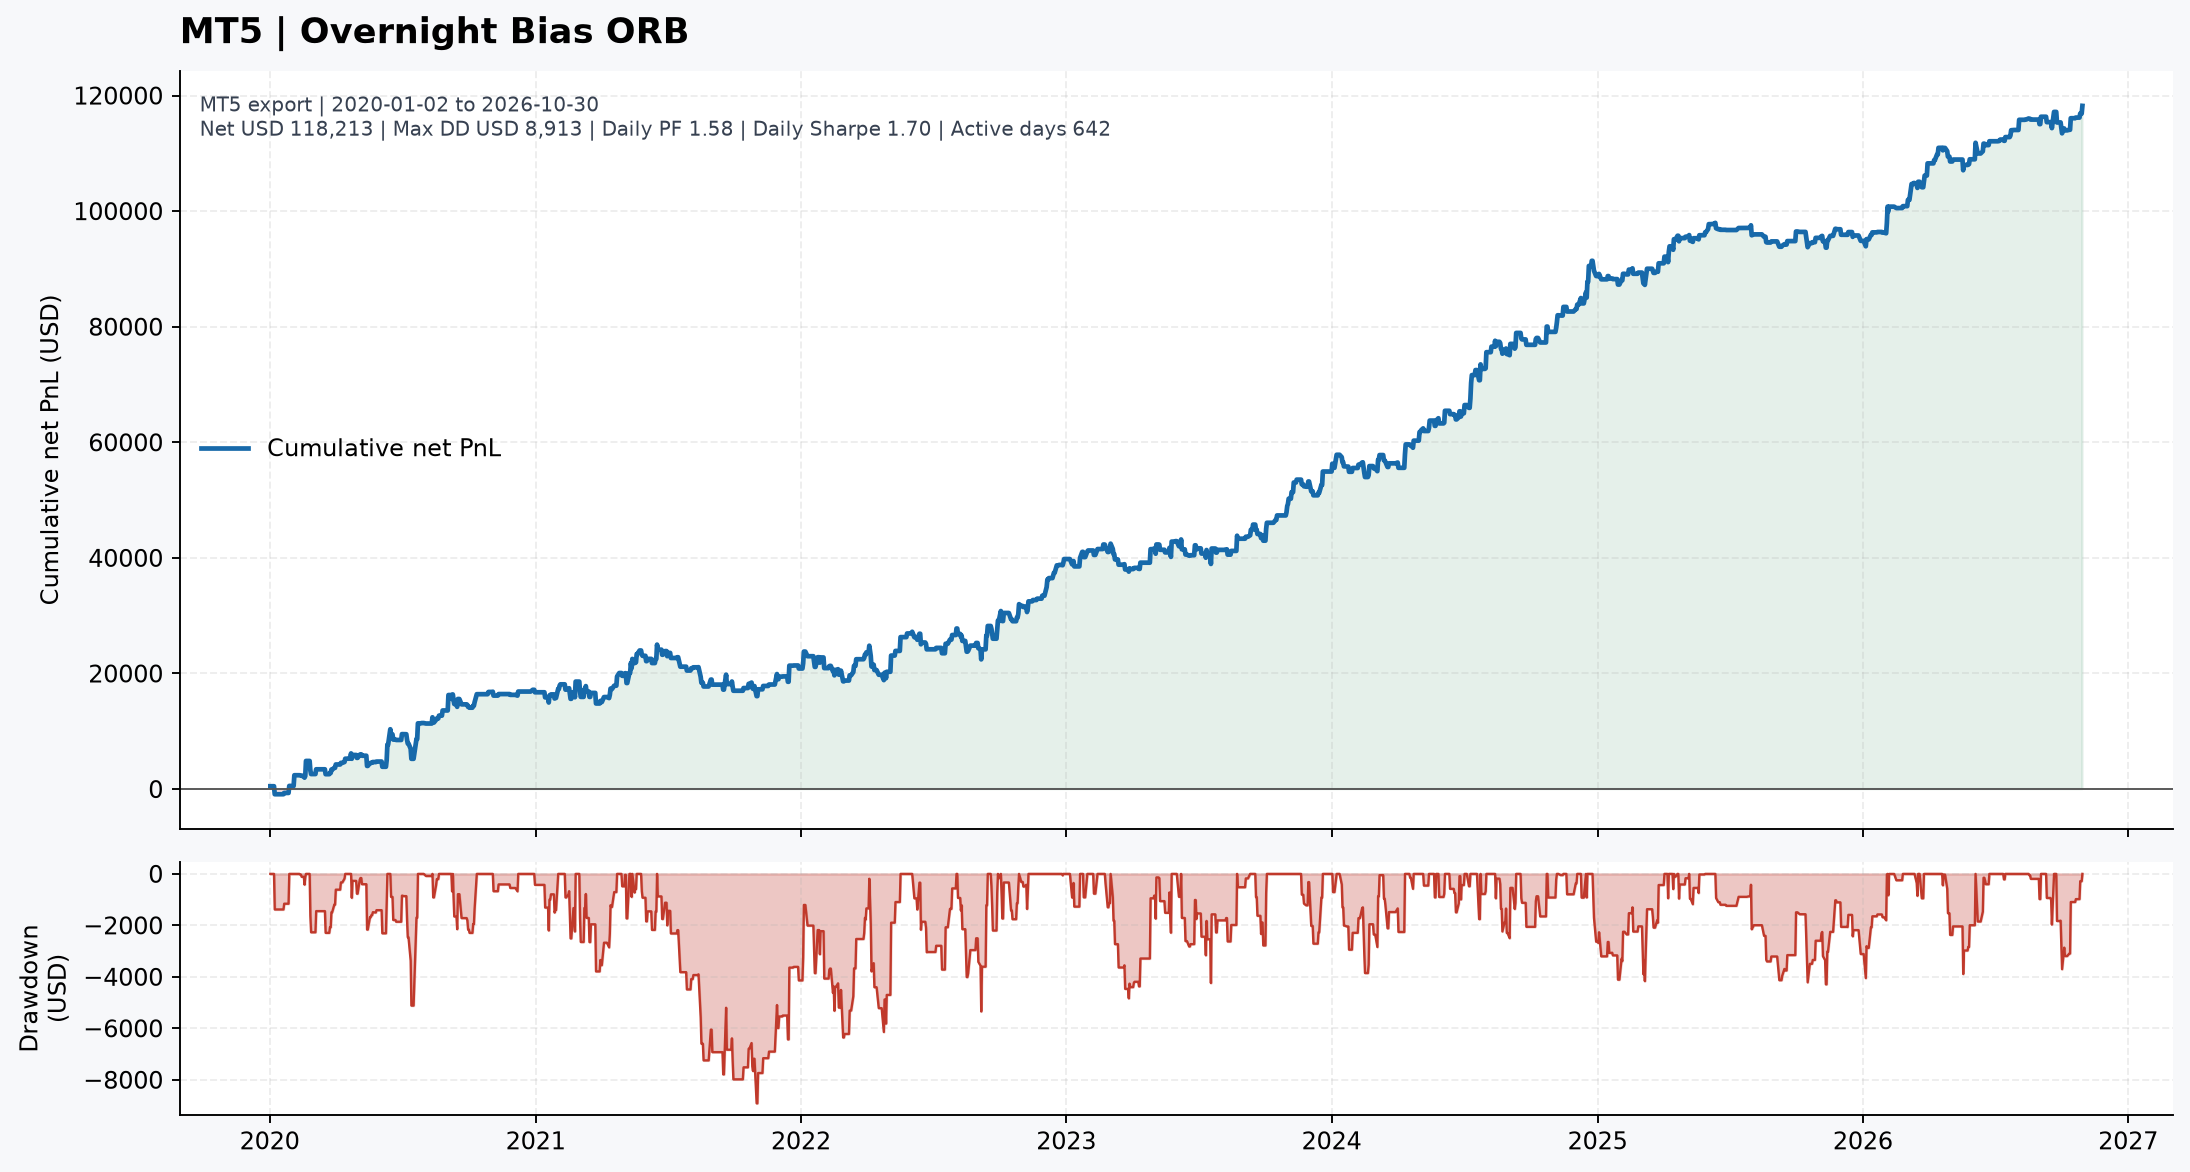 MT5 | Overnight Bias ORB
120000
100000
80000
60000
40000
20000
0
Cumulative net PnL (USD)
MT5 export | 2020-01-02 to 2026-10-30
Net USD 118,213 | Max DD USD 8,913 | Daily PF 1.58 | Daily Sharpe 1.70 | Active days 642
Cumulative net PnL
0
−2000
−4000
−6000
−8000
Drawdown
(USD)
2020 2021 2022 2023 2024 2025 2026 2027